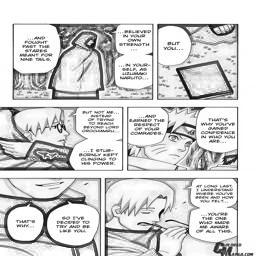 BUT
YOU...
...BELIEVED
IN YOUR
OWN
STRENGTH
...
... IN YOUR-
SELF, AS
UZUMAKI
NARUTO...
...AND
FOUGHT
PAST THE
STARES
MEANT FOR
NINE TAILS.
THAT'S
WHY YOU'VE
GAINED
CONFIDENCE
IN WHO
YOU ARE...
...AND
EARNED THE
RESPECT
OF YOUR
COMRADES.
BUT NOT ME...
INSTEAD
OF TRYING
TO REACH
BEYOND LORD
OROCHIMARU...
... I STUB-
BORNLY KEPT
CLINGING TO
HIS POWER.
AT LONG LAST,
I UNDERSTAND
WHERE YOU'VE
BEEN AND HOW
YOU FELT...
...YOU'RE
THE ONE
WHO MADE
ME AWARE
OF ALL THIS.
SO I'VE
DECIDED TO
TRY AND BE
LIKE YOU.
THAT'S
WHY...